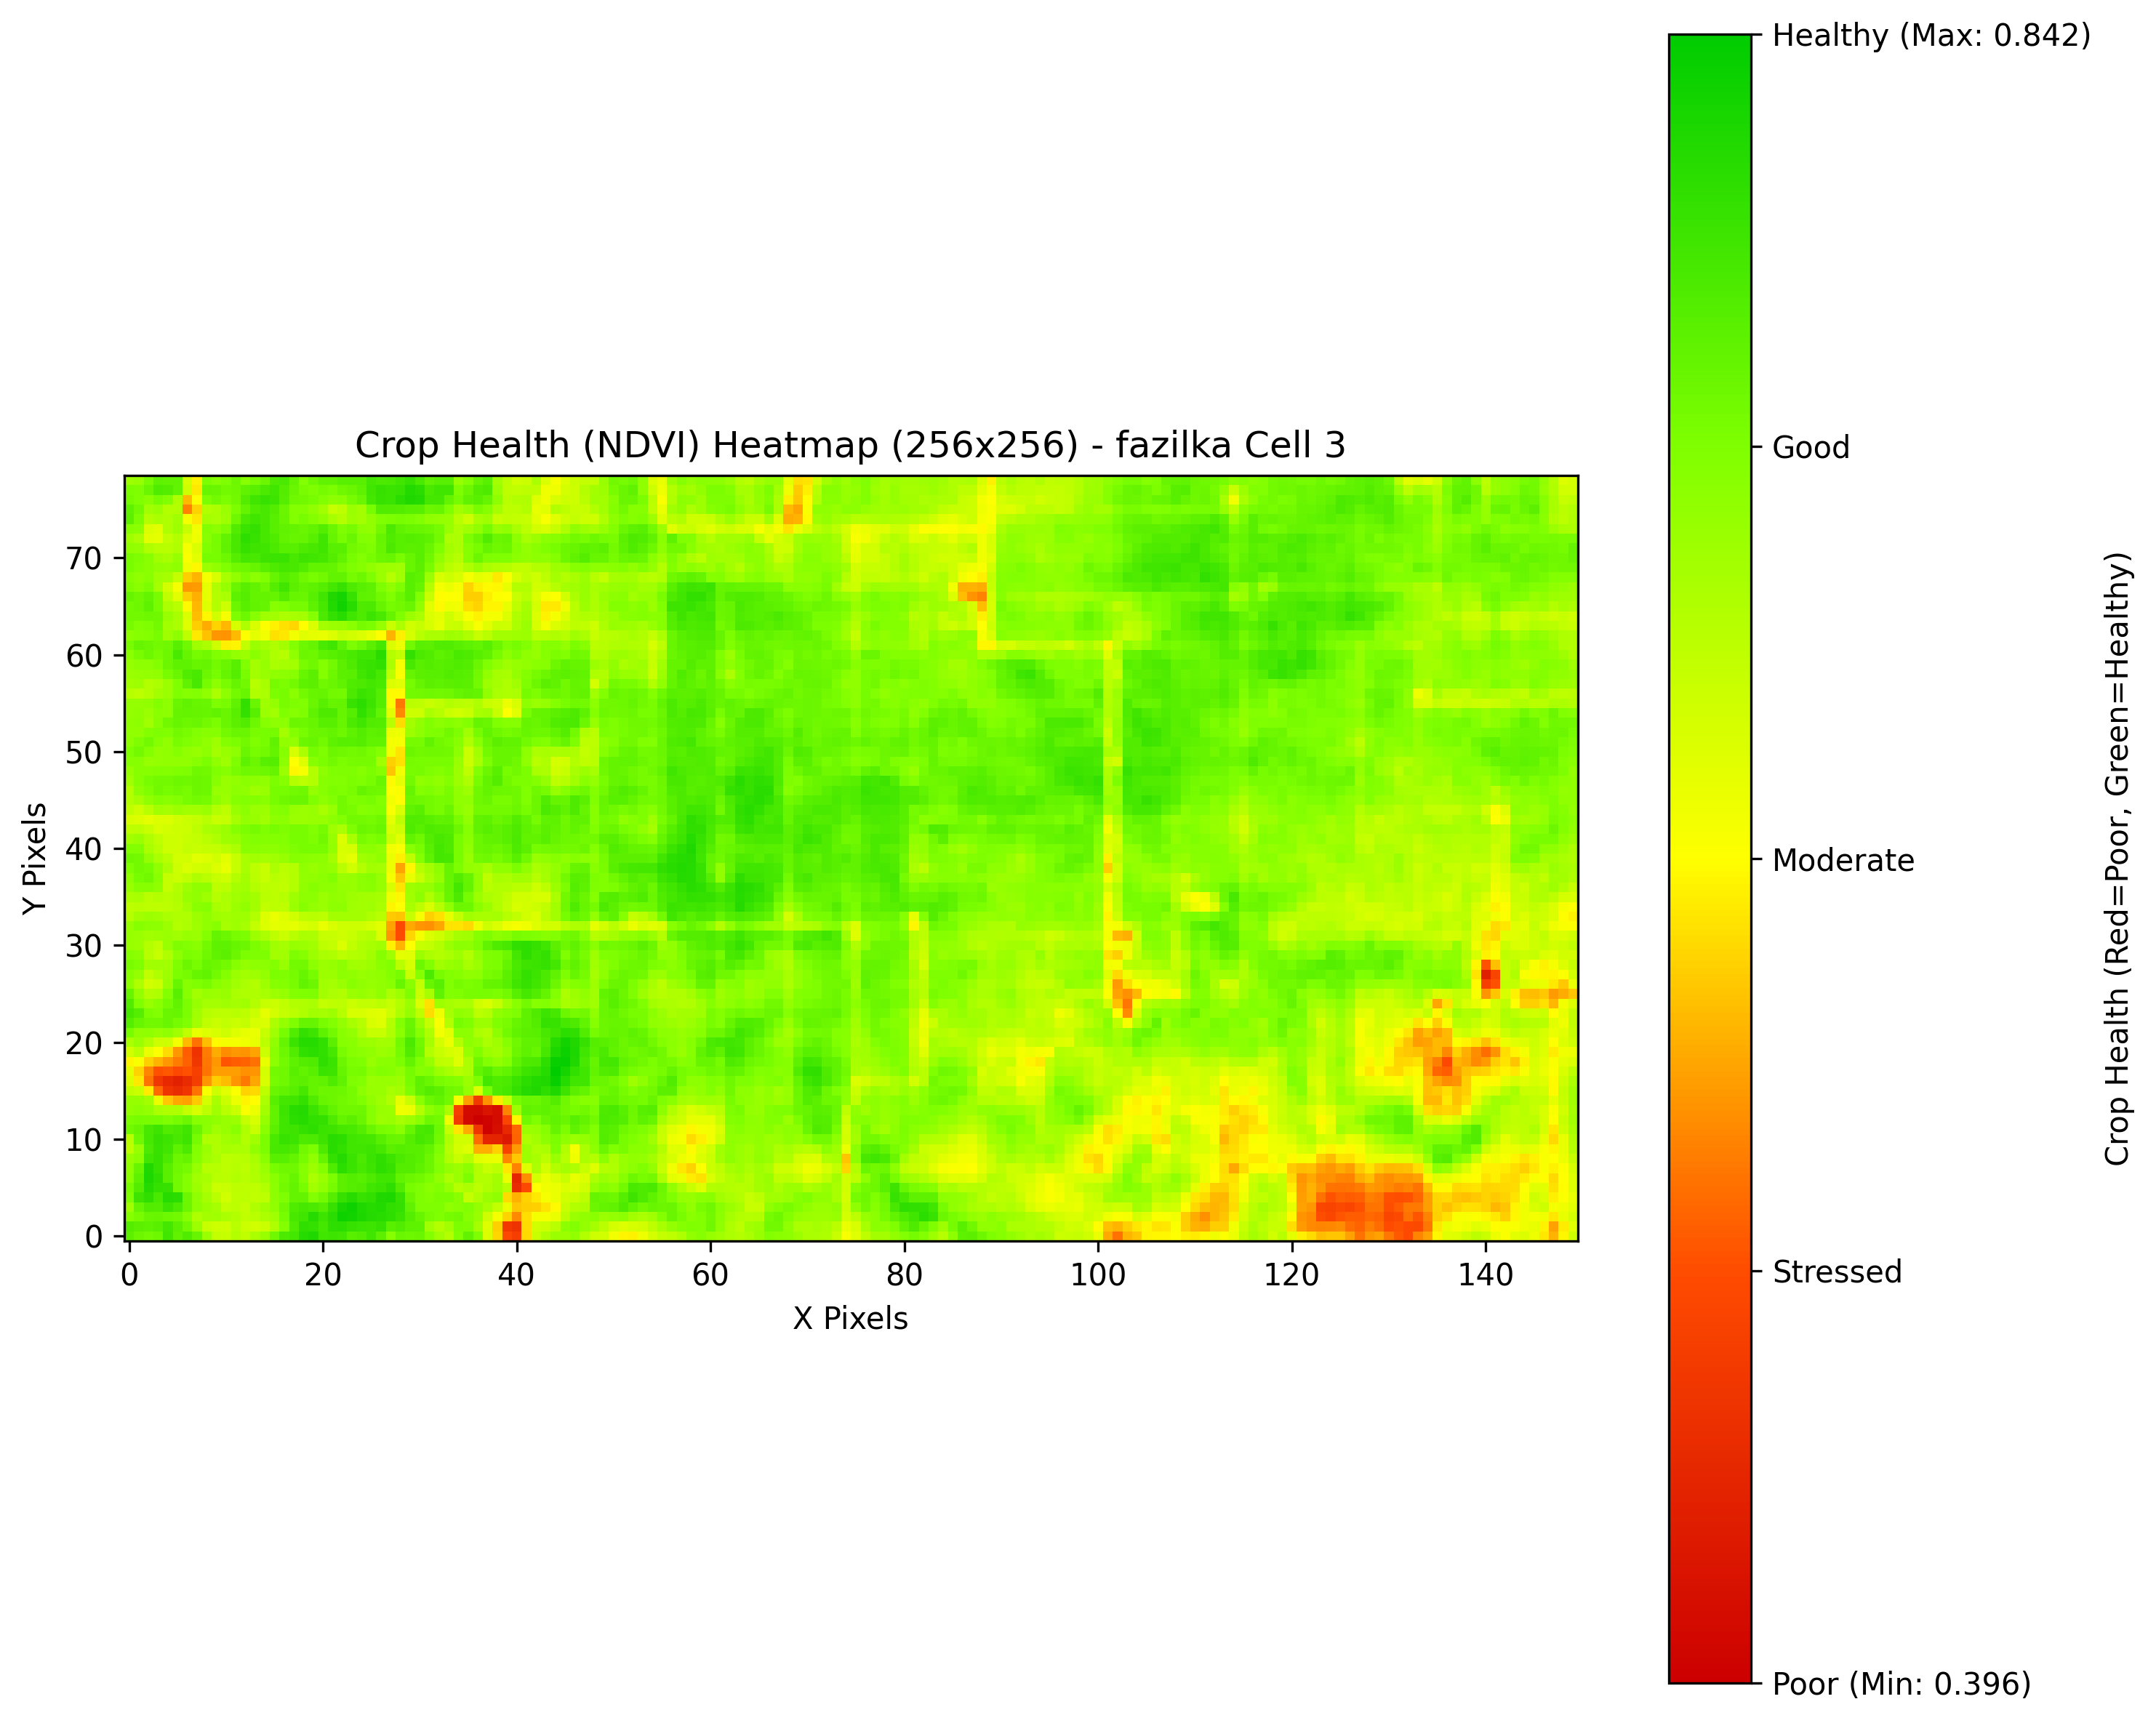 Crop Health (NDVI) Heatmap (256x256) - fazilka Cell 3
Y Pixels
70
60
50
40
30
20
10
0
0 20 40 60 80 100 120 140
X Pixels
Healthy (Max: 0.842)
Good
Moderate
Stressed
Poor (Min: 0.396)
Crop Health (Red=Poor, Green=Healthy)